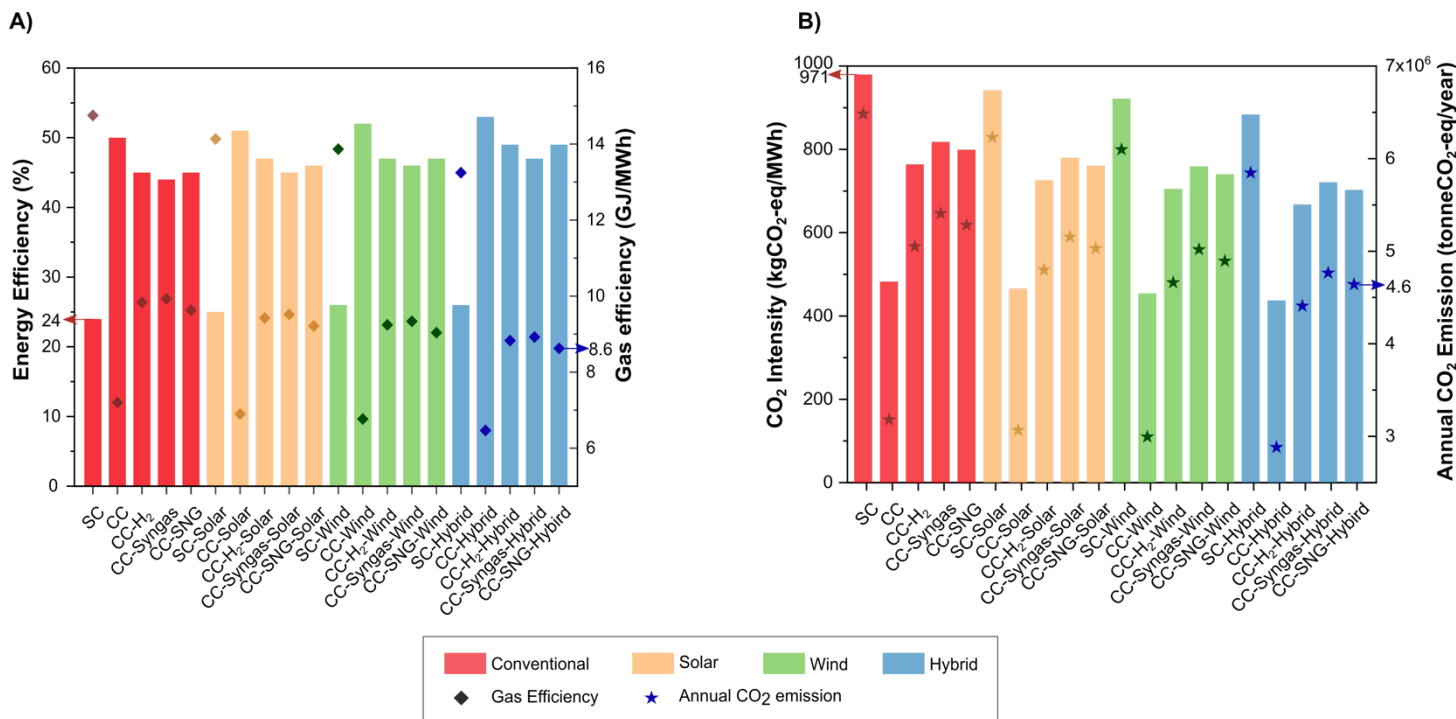 A)
60
50
40
30
24
20
10
0
Energy Efficiency (%)
16
14
12
10
8.6
8
6
Gas efficiency (GJ/MWh)
SC
CC
CC-H2
CC-Syngas
CC-SNG
SC-Solar
CC-Solar
CC-H2-Solar
CC-Syngas-Solar
CC-SNG-Solar
SC-Wind
CC-Wind
CC-H2-Wind
CC-Syngas-Wind
CC-SNG-Wind
SC-Hybrid
CC-Hybrid
CC-H2-Hybrid
CC-Syngas-Hybrid
CC-SNG-Hybird
B)
1000
971
800
600
400
200
0
CO2 Intensity (kgCO2-eq/MWh)
7x10⁶
6
5
4.6
4
3
Annual CO2 Emission (tonneCO2-eq/year)
SC
CC
CC-H2
CC-Syngas
CC-SNG
SC-Solar
CC-Solar
CC-H2-Solar
CC-Syngas-Solar
CC-SNG-Solar
SC-Wind
CC-Wind
CC-H2-Wind
CC-Syngas-Wind
CC-SNG-Wind
SC-Hybrid
CC-Hybrid
CC-H2-Hybrid
CC-Syngas-Hybrid
CC-SNG-Hybird
Conventional Solar Wind Hybrid
Gas Efficiency Annual CO2 emission